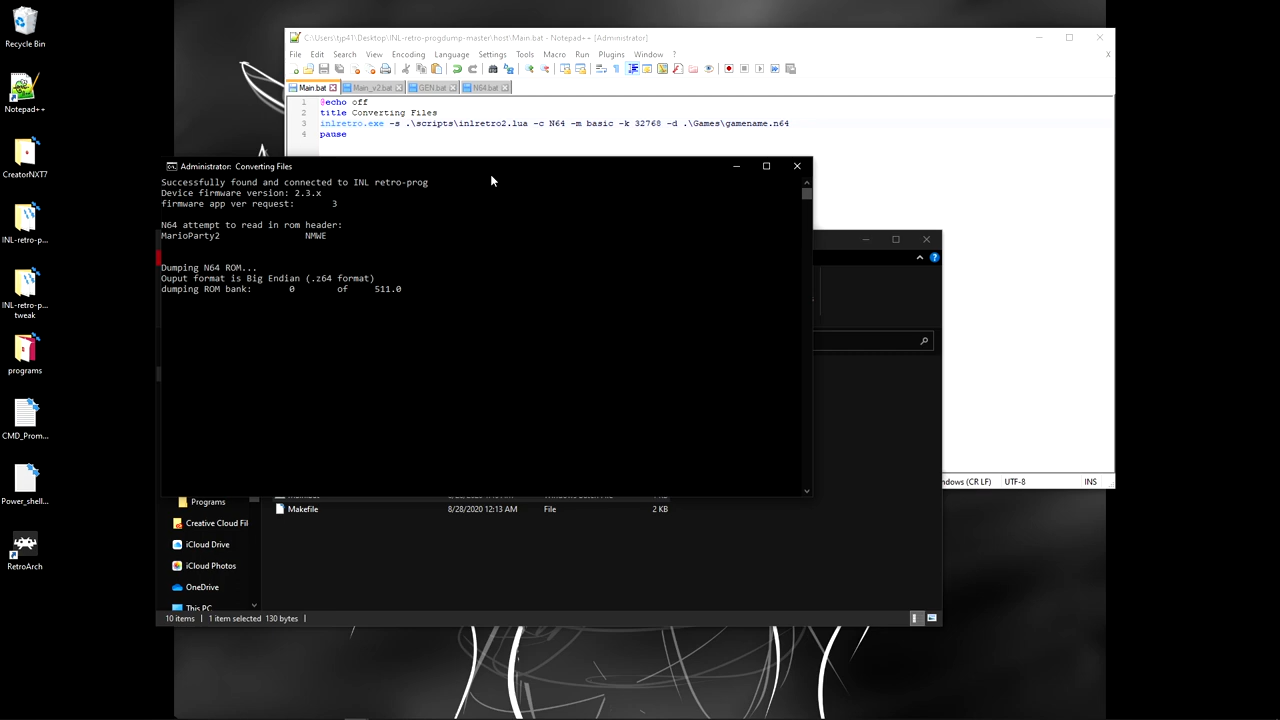 Recycle Bin
Notepad++
CreatorNXT7
INL-retro-p...
INL-retro-p...
tweak
programs
CMD_Prom...
Power_shell...
RetroArch
C:\Users\tjp41\Downloads\INL-retro-progdump-master\host\Main.bat - Notepad++ [Administrator]
File Edit Search View Encoding Language Settings Tools Macro Run Plugins Window ?
X
Main.bat Main_v2.bat GEN.bat N64.bat
1 @echo off
2 title Converting Files
3 inlretro.exe -s .\scripts\inlretro2.lua -c N64 -m basic -k 32768 -d .\Games\gamename.n64
4 pause
Administrator: Converting Files
Successfully found and connected to INL retro-prog
Device firmware version: 2.3.x
firmware app ver request: 3
N64 attempt to read in rom header:
MarioParty2 NMWE
Dumping N64 ROM...
Ouput format is Big Endian (.z64 format)
dumping ROM bank: 0 of 511.0
ndows (CR LF) UTF-8 INS
Programs
Makefile 8/28/2020 12:13 AM File 2 KB
Creative Cloud Fil
iCloud Drive
iCloud Photos
OneDrive
This PC
10 items 1 item selected 130 bytes